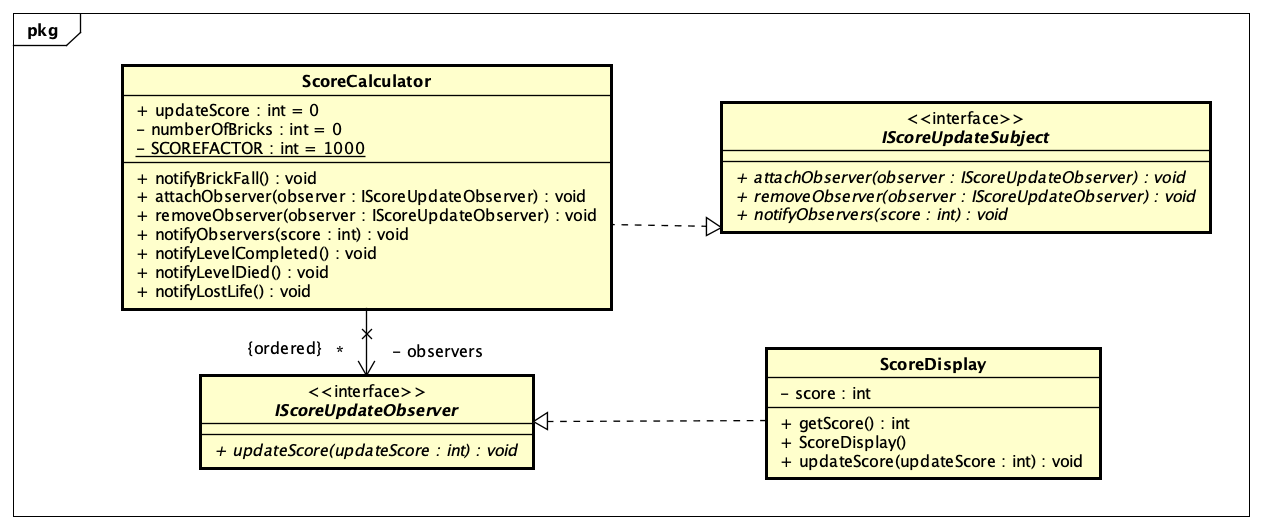 pkg
ScoreCalculator
+ updateScore : int = 0
– numberOfBricks : int = 0
– SCOREFACTOR : int = 1000
+ notifyBrickFall() : void
+ attachObserver(observer : IScoreUpdateObserver) : void
+ removeObserver(observer : IScoreUpdateObserver) : void
+ notifyObservers(score : int) : void
+ notifyLevelCompleted() : void
+ notifyLevelDied() : void
+ notifyLostLife() : void
<<interface>>
IScoreUpdateSubject
+ attachObserver(observer : IScoreUpdateObserver) : void
+ removeObserver(observer : IScoreUpdateObserver) : void
+ notifyObservers(score : int) : void
{ordered} * – observers
<<interface>>
IScoreUpdateObserver
+ updateScore(updateScore : int) : void
ScoreDisplay
– score : int
+ getScore() : int
+ ScoreDisplay()
+ updateScore(updateScore : int) : void